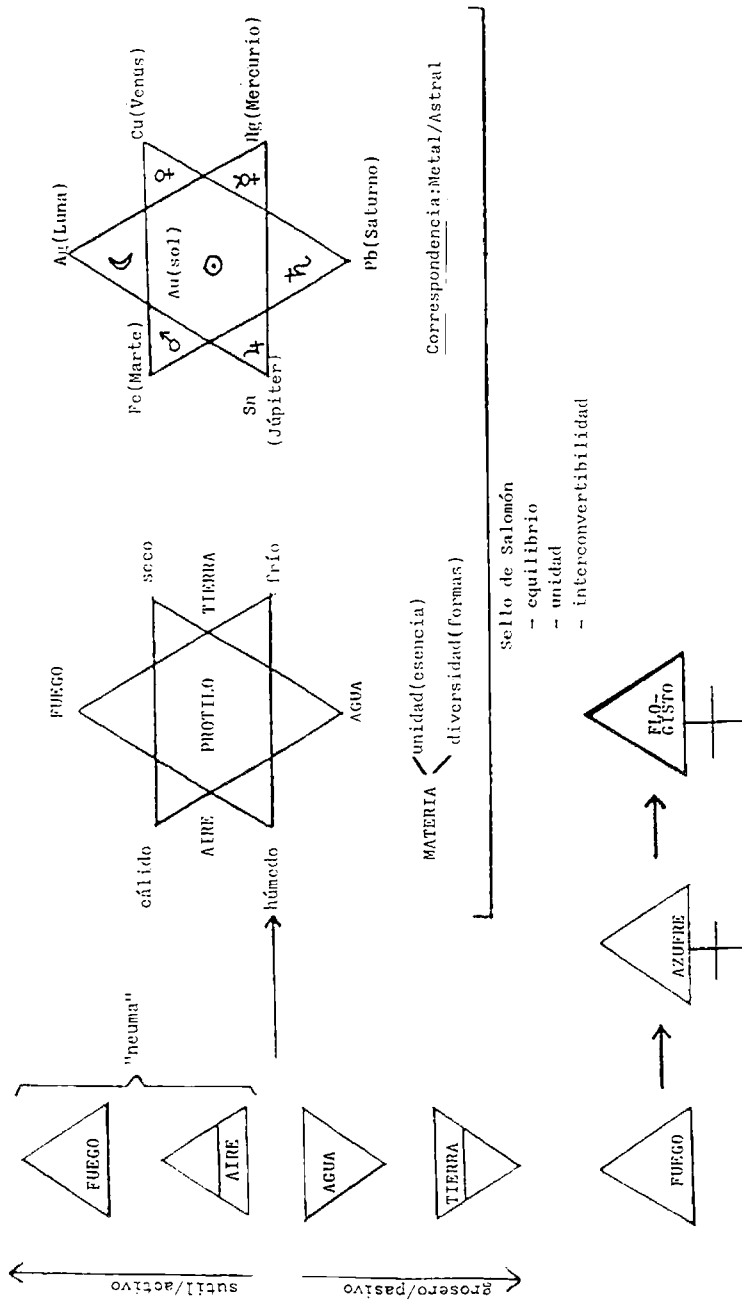 sutil/activo
grosero/pasivo
FUEGO
AIRE
AGUA
TIERRA
"neuma"
FUEGO
cálido
seco
AIRE
PROTILO
TIERRA
húmedo
frío
AGUA
MATERIA
unidad(esencia)
diversidad(formas)
Ag(Luna)
Fe(Marte)
Cu(Venus)
Au(sol)
Sn
(Júpiter)
Hg(Mercurio)
Pb(Saturno)
Correspondencia:Metal/Astral
Sello de Salomón
- equilibrio
- unidad
- interconvertibilidad
FUEGO
AZUFRE
FLO-
GISTO